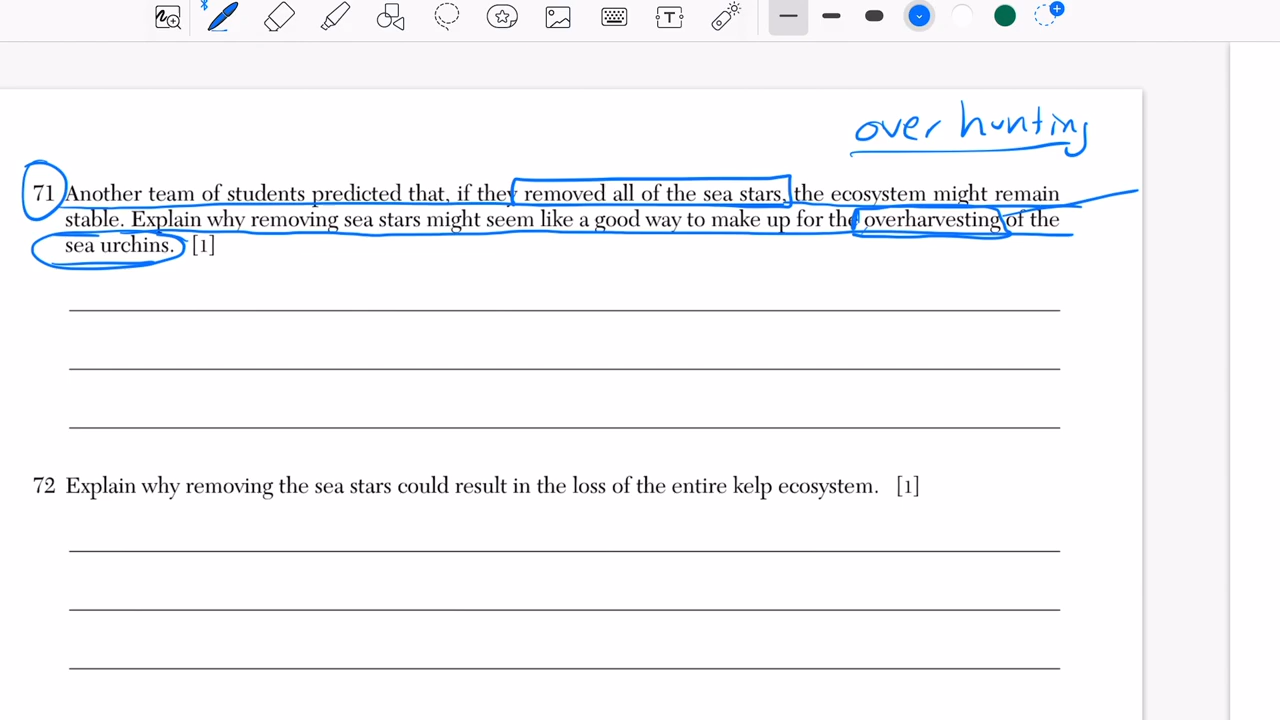 over hunting
71 Another team of students predicted that, if they removed all of the sea stars, the ecosystem might remain
stable. Explain why removing sea stars might seem like a good way to make up for the overharvesting of the
sea urchins. [1]
72 Explain why removing the sea stars could result in the loss of the entire kelp ecosystem. [1]